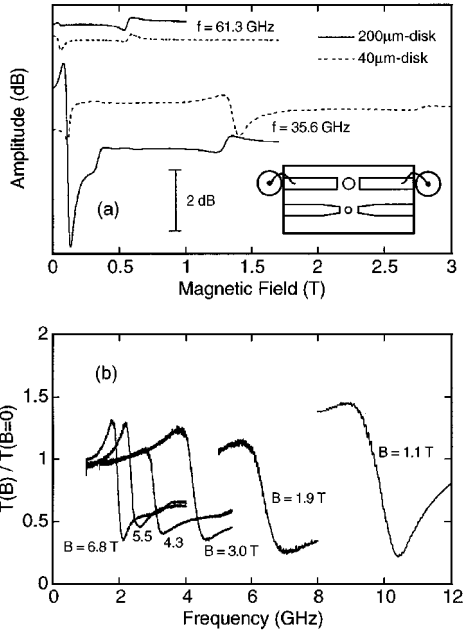 f = 61.3 GHz
200μm-disk
40μm-disk
f = 35.6 GHz
Amplitude (dB)
(a)
2 dB
0
0.5
1
1.5
2
2.5
3
Magnetic Field (T)
(b)
2
1.5
1
0.5
0
T(B) / T(B=0)
B = 1.1 T
B = 1.9 T
B = 6.8 T
5.5
4.3
B = 3.0 T
0
2
4
6
8
10
12
Frequency (GHz)